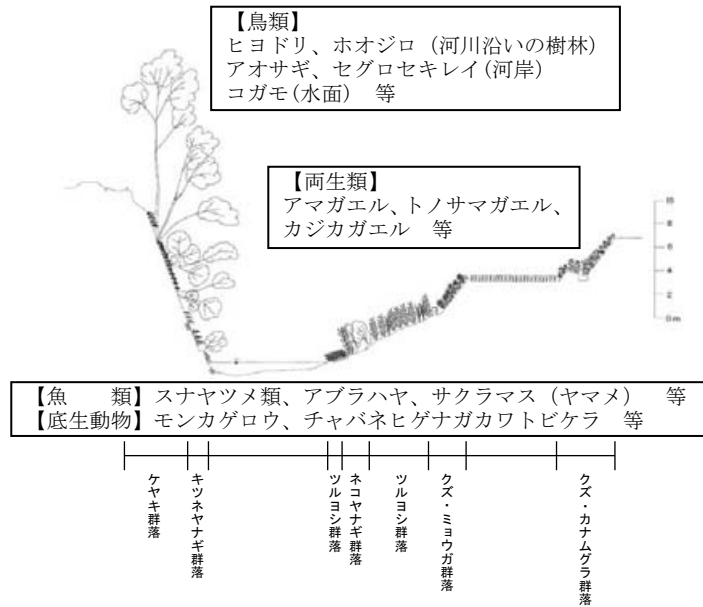 【鳥類】
ヒヨドリ、ホオジロ（河川沿いの樹林）
アオサギ、セグロセキレイ(河岸）
コガモ(水面)　等
【両生類】
アマガエル、トノサマガエル、
カジカガエル　等
10
8
6
4
2
0m
【魚　　類】スナヤツメ類、アブラハヤ、サクラマス（ヤマメ）　等
【底生動物】モンカゲロウ、チャバネヒゲナガカワトビケラ　等
ケヤキ群落
キツネヤナギ群落
ツルヨシ群落
ネコヤナギ群落
ツルヨシ群落
クズ・ミョウガ群落
クズ・カナムグラ群落